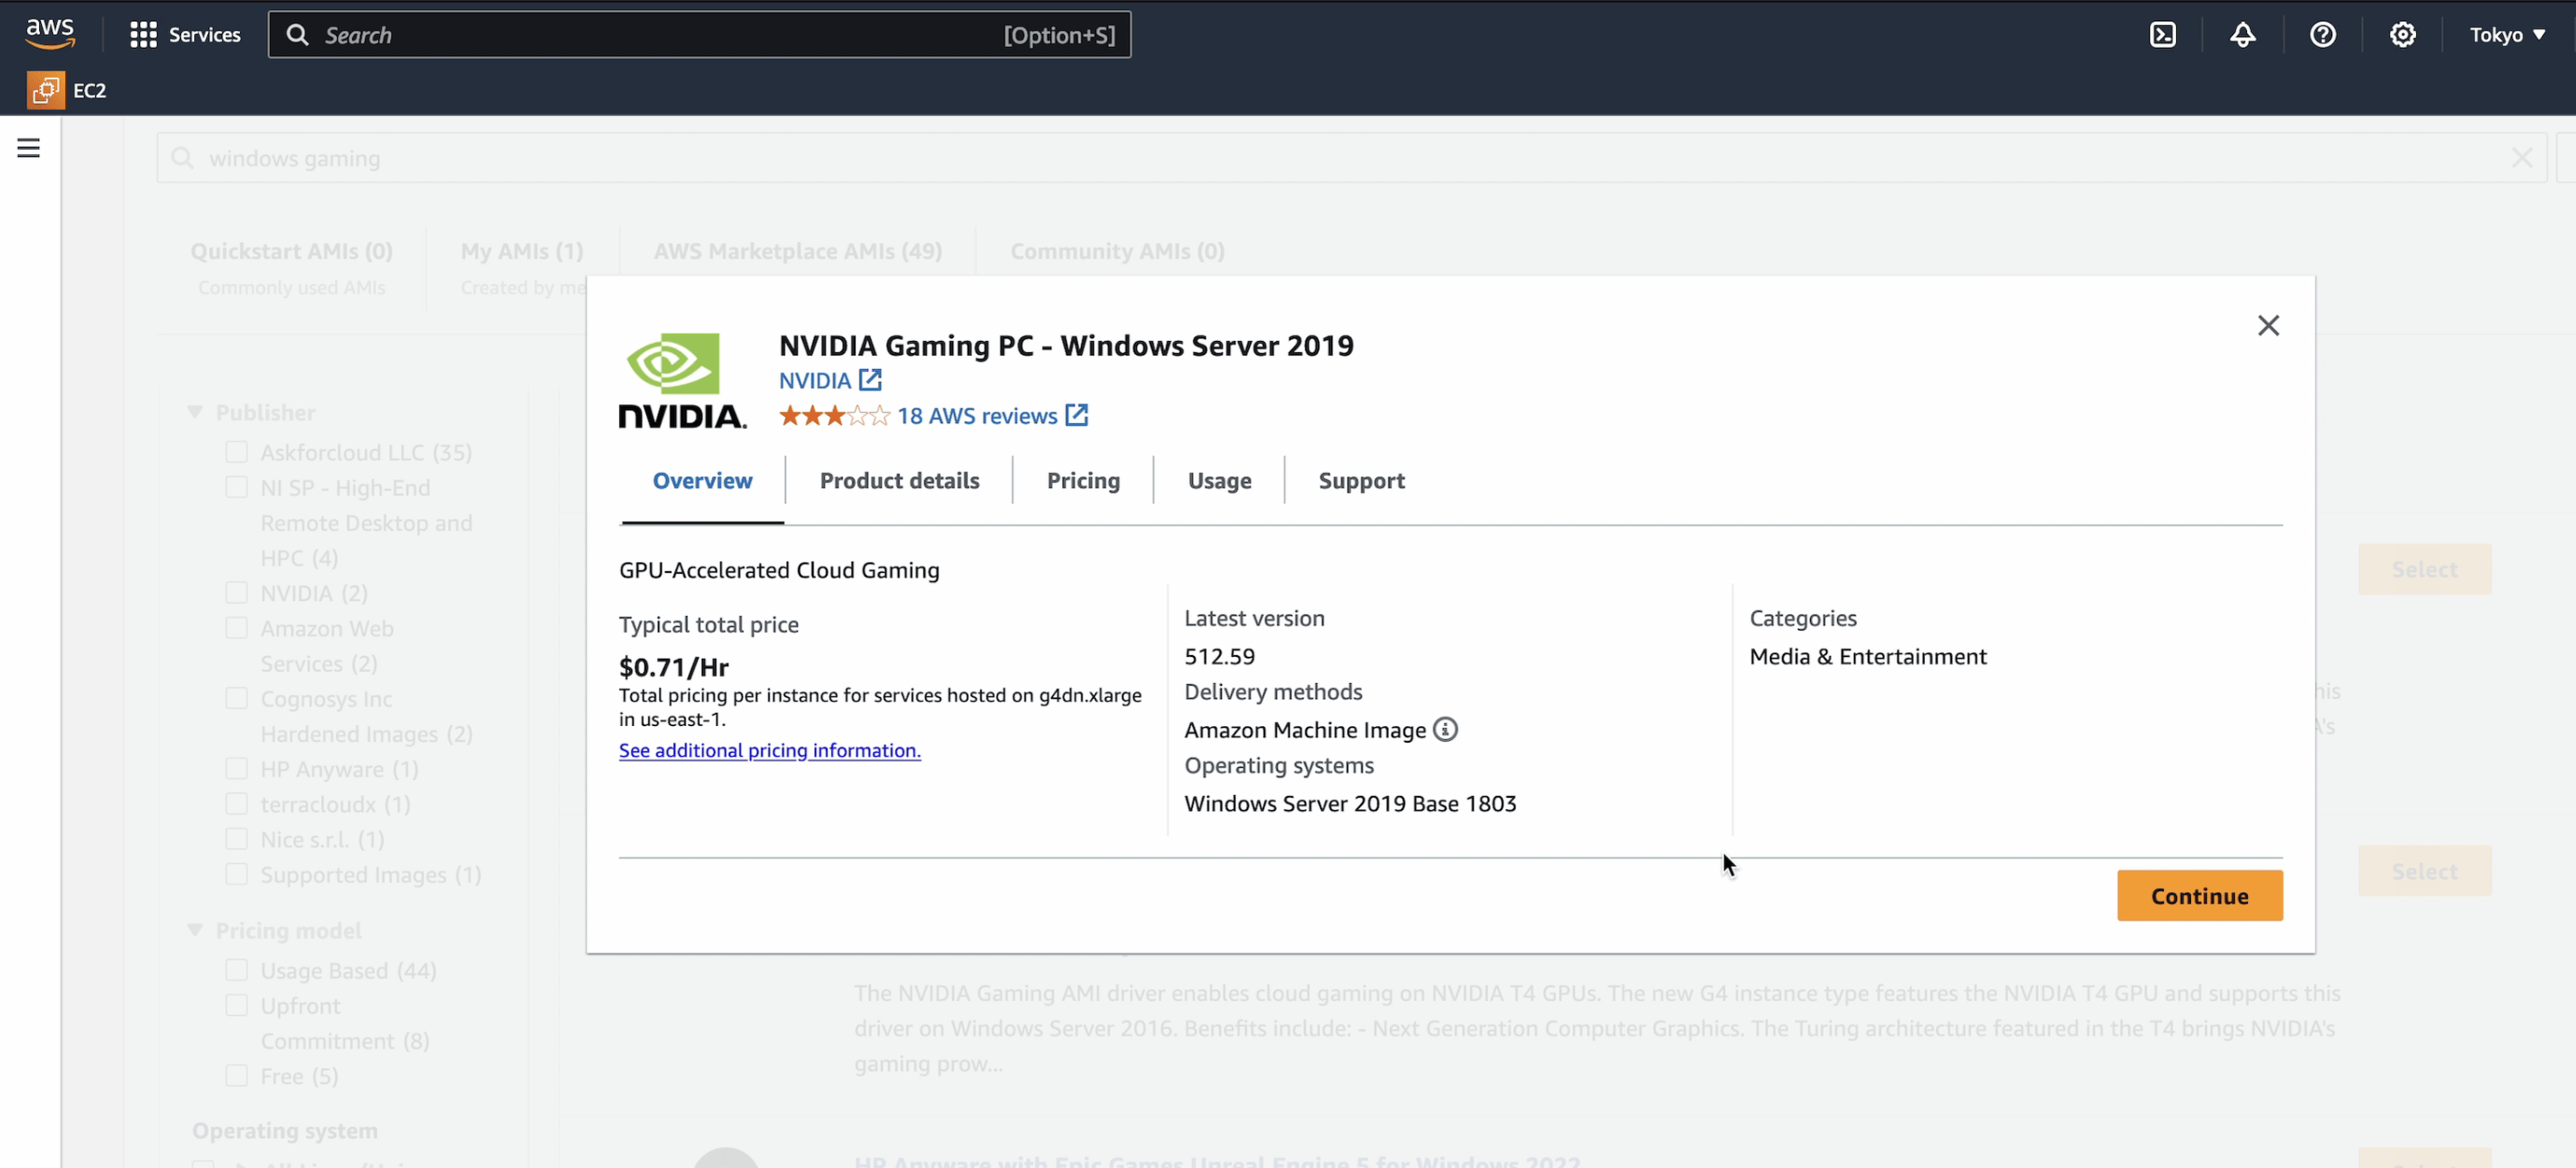 aws
Services
Search
[Option+S]
Tokyo
EC2
windows gaming
Quickstart AMIs (0)
Commonly used AMIs
My AMIs (1)
Created by me
AWS Marketplace AMIs (49)
Community AMIs (0)
Publisher
Askforcloud LLC (35)
NI SP - High-End
Remote Desktop and
HPC (4)
NVIDIA (2)
Amazon Web
Services (2)
Cognosys Inc
Hardened Images (2)
HP Anyware (1)
terracloudx (1)
Nice s.r.l. (1)
Supported Images (1)
Pricing model
Usage Based (44)
Upfront
Commitment (8)
Free (5)
Operating system
NVIDIA.
NVIDIA Gaming PC - Windows Server 2019
NVIDIA
18 AWS reviews
Overview
Product details
Pricing
Usage
Support
GPU-Accelerated Cloud Gaming
Typical total price
$0.71/Hr
Total pricing per instance for services hosted on g4dn.xlarge
in us-east-1.
See additional pricing information.
Latest version
512.59
Delivery methods
Amazon Machine Image
Operating systems
Windows Server 2019 Base 1803
Categories
Media & Entertainment
Continue
Select
Select
The NVIDIA Gaming AMI driver enables cloud gaming on NVIDIA T4 GPUs. The new G4 instance type features the NVIDIA T4 GPU and supports this
driver on Windows Server 2016. Benefits include: - Next Generation Computer Graphics. The Turing architecture featured in the T4 brings NVIDIA's
gaming prow...
HP Anyware with Epic Games Unreal Engine 5 for Windows 2022